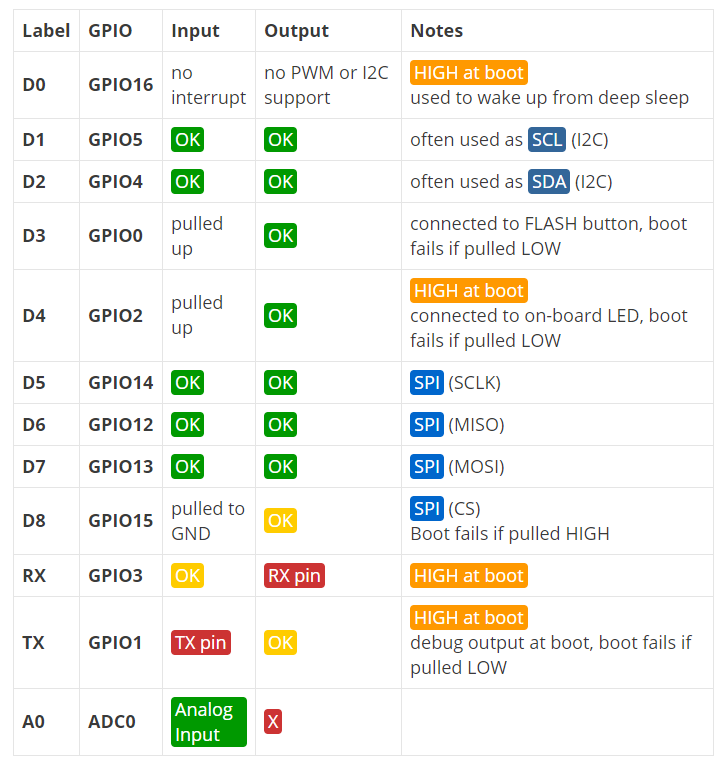 Label GPIO Input Output Notes
D0 GPIO16 no interrupt no PWM or I2C support HIGH at boot
used to wake up from deep sleep
D1 GPIO5 OK OK often used as SCL (I2C)
D2 GPIO4 OK OK often used as SDA (I2C)
D3 GPIO0 pulled up OK connected to FLASH button, boot
fails if pulled LOW
D4 GPIO2 pulled up OK HIGH at boot
connected to on-board LED, boot
fails if pulled LOW
D5 GPIO14 OK OK SPI (SCLK)
D6 GPIO12 OK OK SPI (MISO)
D7 GPIO13 OK OK SPI (MOSI)
D8 GPIO15 pulled to GND OK SPI (CS)
Boot fails if pulled HIGH
RX GPIO3 OK RX pin HIGH at boot
TX GPIO1 TX pin OK HIGH at boot
debug output at boot, boot fails if
pulled LOW
A0 ADC0 Analog Input X